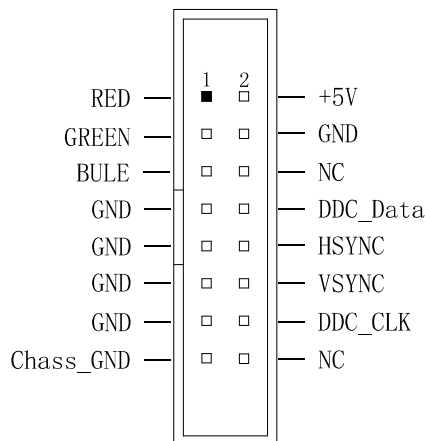 1 2
RED +5V
GREEN GND
BULE NC
GND DDC_Data
GND HSYNC
GND VSYNC
GND DDC_CLK
Chass_GND NC